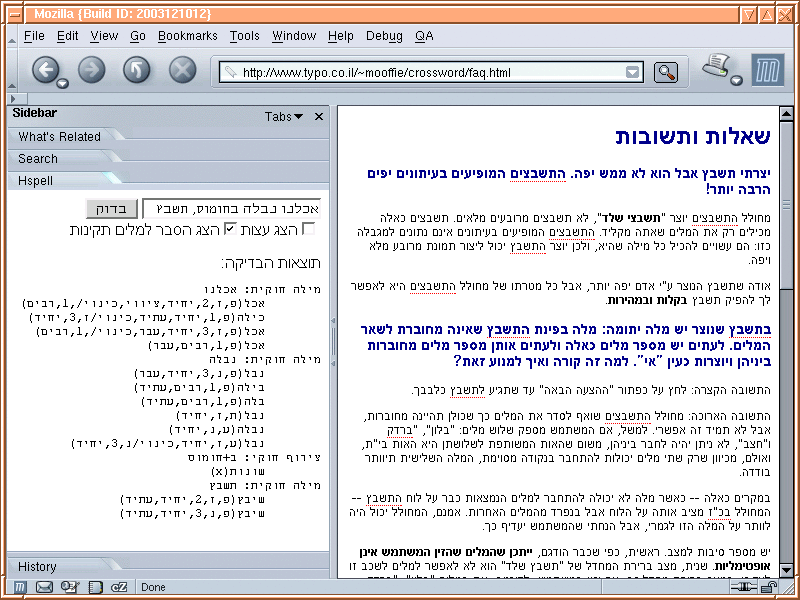 Mozilla {Build ID: 2003121012}
File Edit View Go Bookmarks Tools Window Help Debug QA
http://www.typo.co.il/~mooffie/crossword/faq.html
Sidebar
Tabs
What's Related
Search
Hspell
אכלנו נבלה בחומוס, תשבץ
בדוק
הצג עצות הצג הסבר למלים תקינות
תוצאות הבדיקה:
מילה חוקית: אכלנו
אכל(פ,ז,2,יחיד,ציווי,כינוי/,1,רבים)
כילה(פ,1,יחיד,עתיד,כינוי/ז,3,יחיד)
אכל(פ,ז,3,יחיד,עבר,כינוי/,1,רבים)
אכל(פ,1,רבים,עבר)
מילה חוקית: נבלה
נבל(פ,נ,3,יחיד,עבר)
בילה(פ,1,רבים,עתיד)
בלה(פ,1,רבים,עתיד)
נבל(ת,ז,יחיד)
נבלה(ע,נ,יחיד)
נבל(ע,ז,יחיד,כינוי/נ,3,יחיד)
צירוף חוקי: ב+חומוס
שונות(x)
מילה חוקית: תשבץ
שיבץ(פ,ז,2,יחיד,עתיד)
שיבץ(פ,נ,3,יחיד,עתיד)
History
שאלות ותשובות
יצרתי תשבץ אבל הוא לא ממש יפה. התשבצים המופיעים בעיתונים יפים
הרבה יותר!
מחולל התשבצים יוצר "תשבצי שלד", לא תשבצים מרובעים מלאים. תשבצים כאלה
מכילים רק את המלים שאתה מקליד. התשבצים המופיעים בעיתונים אינם נתונים למגבלה
כזו: הם עשויים להכיל כל מילה שהיא, ולכן יוצר התשבץ יכול ליצור תמונת מרובע מלא
ויפה.
אודה שתשבץ הנוצר ע"י אדם יפה יותר, אבל כל מטרתו של מחולל התשבצים היא לאפשר
לך להפיק תשבץ בקלות ובמהירות.
בתשבץ שנוצר יש מלה יתומה: מלה בפינת התשבץ שאינה מחוברת לשאר
המלים. לעתים יש מספר מלים כאלה ולעתים אותן מספר מלים מחוברות
ביניהן ויוצרות כעין "אי". למה זה קורה ואיך למנוע זאת?
התשובה הקצרה: לחץ על כפתור "ההצעה הבאה" עד שתגיע לתשבץ כלבבך.
התשובה הארוכה: מחולל התשבצים שואף לסדר את המלים כך שכולן תהיינה מחוברות,
אבל לא תמיד זה אפשרי. למשל, אם המשתמש מספק שלוש מלים: "בלון", "ברדק
ו"חצב", לא ניתן יהיה לחבר ביניהן, משום שהאות המשותפת לשלושתן היא האות בי"ת,
ואולם, מכיוון שרק שתי מלים יכולות להתחבר בנקודה מסוימת, המלה השלישית תיוותר
בודדה.
במקרים כאלה -- כאשר מלה לא יכולה להתחבר למלים הנמצאות כבר על לוח התשבץ --
המחולל בכ"ז מציב אותה על הלוח אבל בנפרד מהמלים האחרות. אמנם, המחולל יכול היה
לוותר על המלה הזו לגמרי, אבל הנחתי שהמשתמש יעדיף כך.
יש מספר סיבות למצב. ראשית, כפי שכבר הודגם, ייתכן שהמלים שהזין המשתמש אינן
אופטימליות. שנית, מצב ברירת המחדל של "תשבץ שלד" הוא לא לאפשר למלים לשכב זו
Done